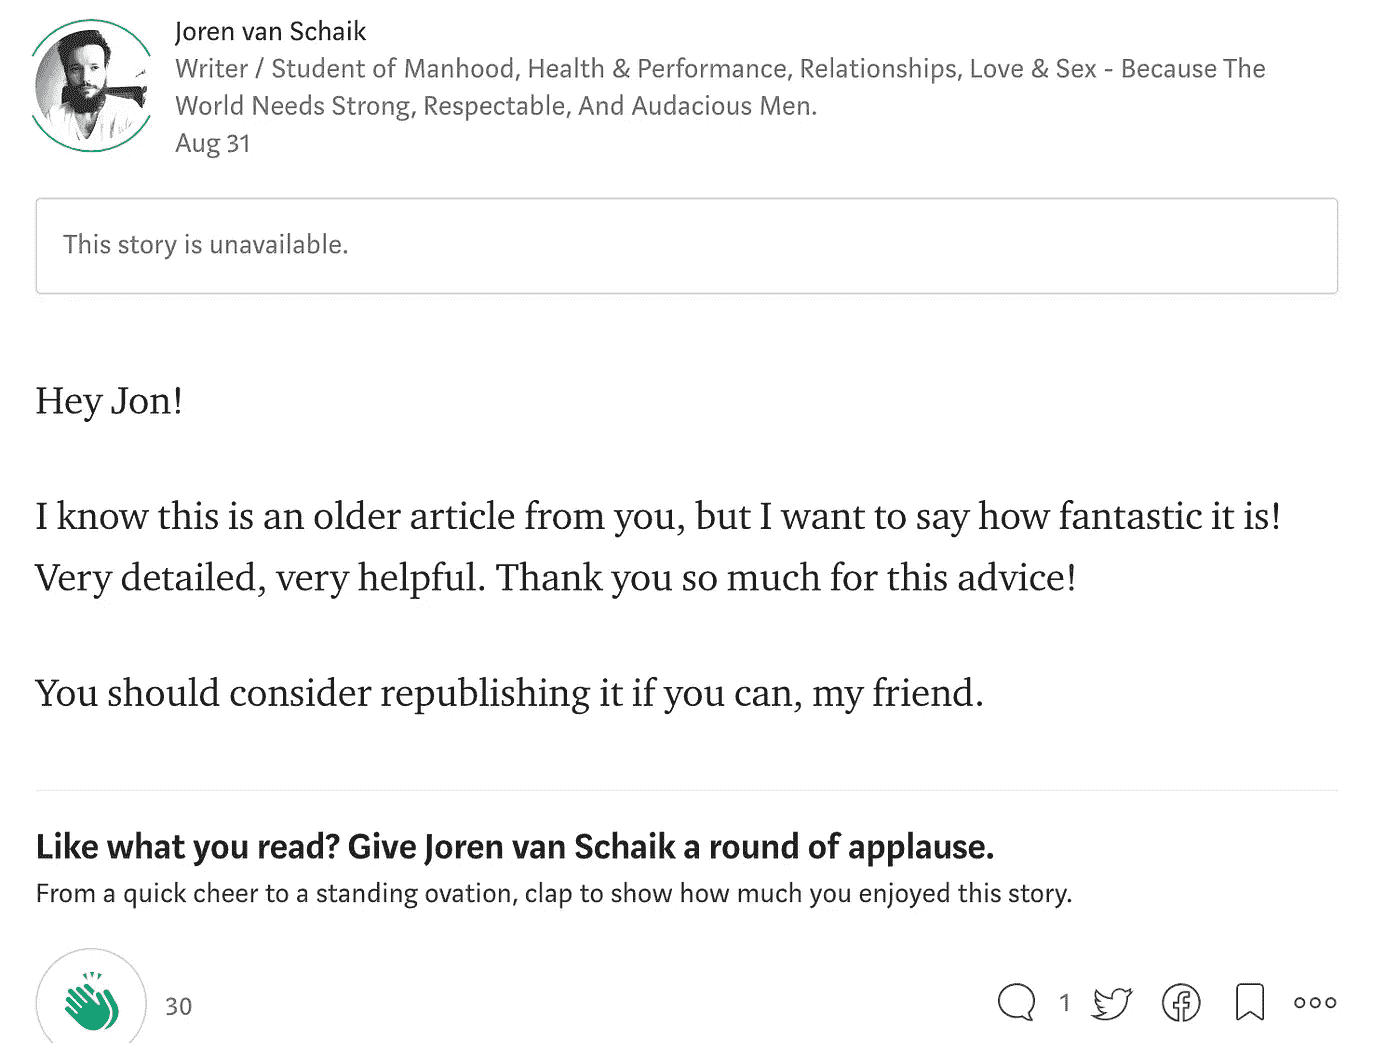 Joren van Schaik
Writer / Student of Manhood, Health & Performance, Relationships, Love & Sex - Because The
World Needs Strong, Respectable, And Audacious Men.
Aug 31
This story is unavailable.
Hey Jon!
I know this is an older article from you, but I want to say how fantastic it is!
Very detailed, very helpful. Thank you so much for this advice!
You should consider republishing it if you can, my friend.
Like what you read? Give Joren van Schaik a round of applause.
From a quick cheer to a standing ovation, clap to show how much you enjoyed this story.
30
1